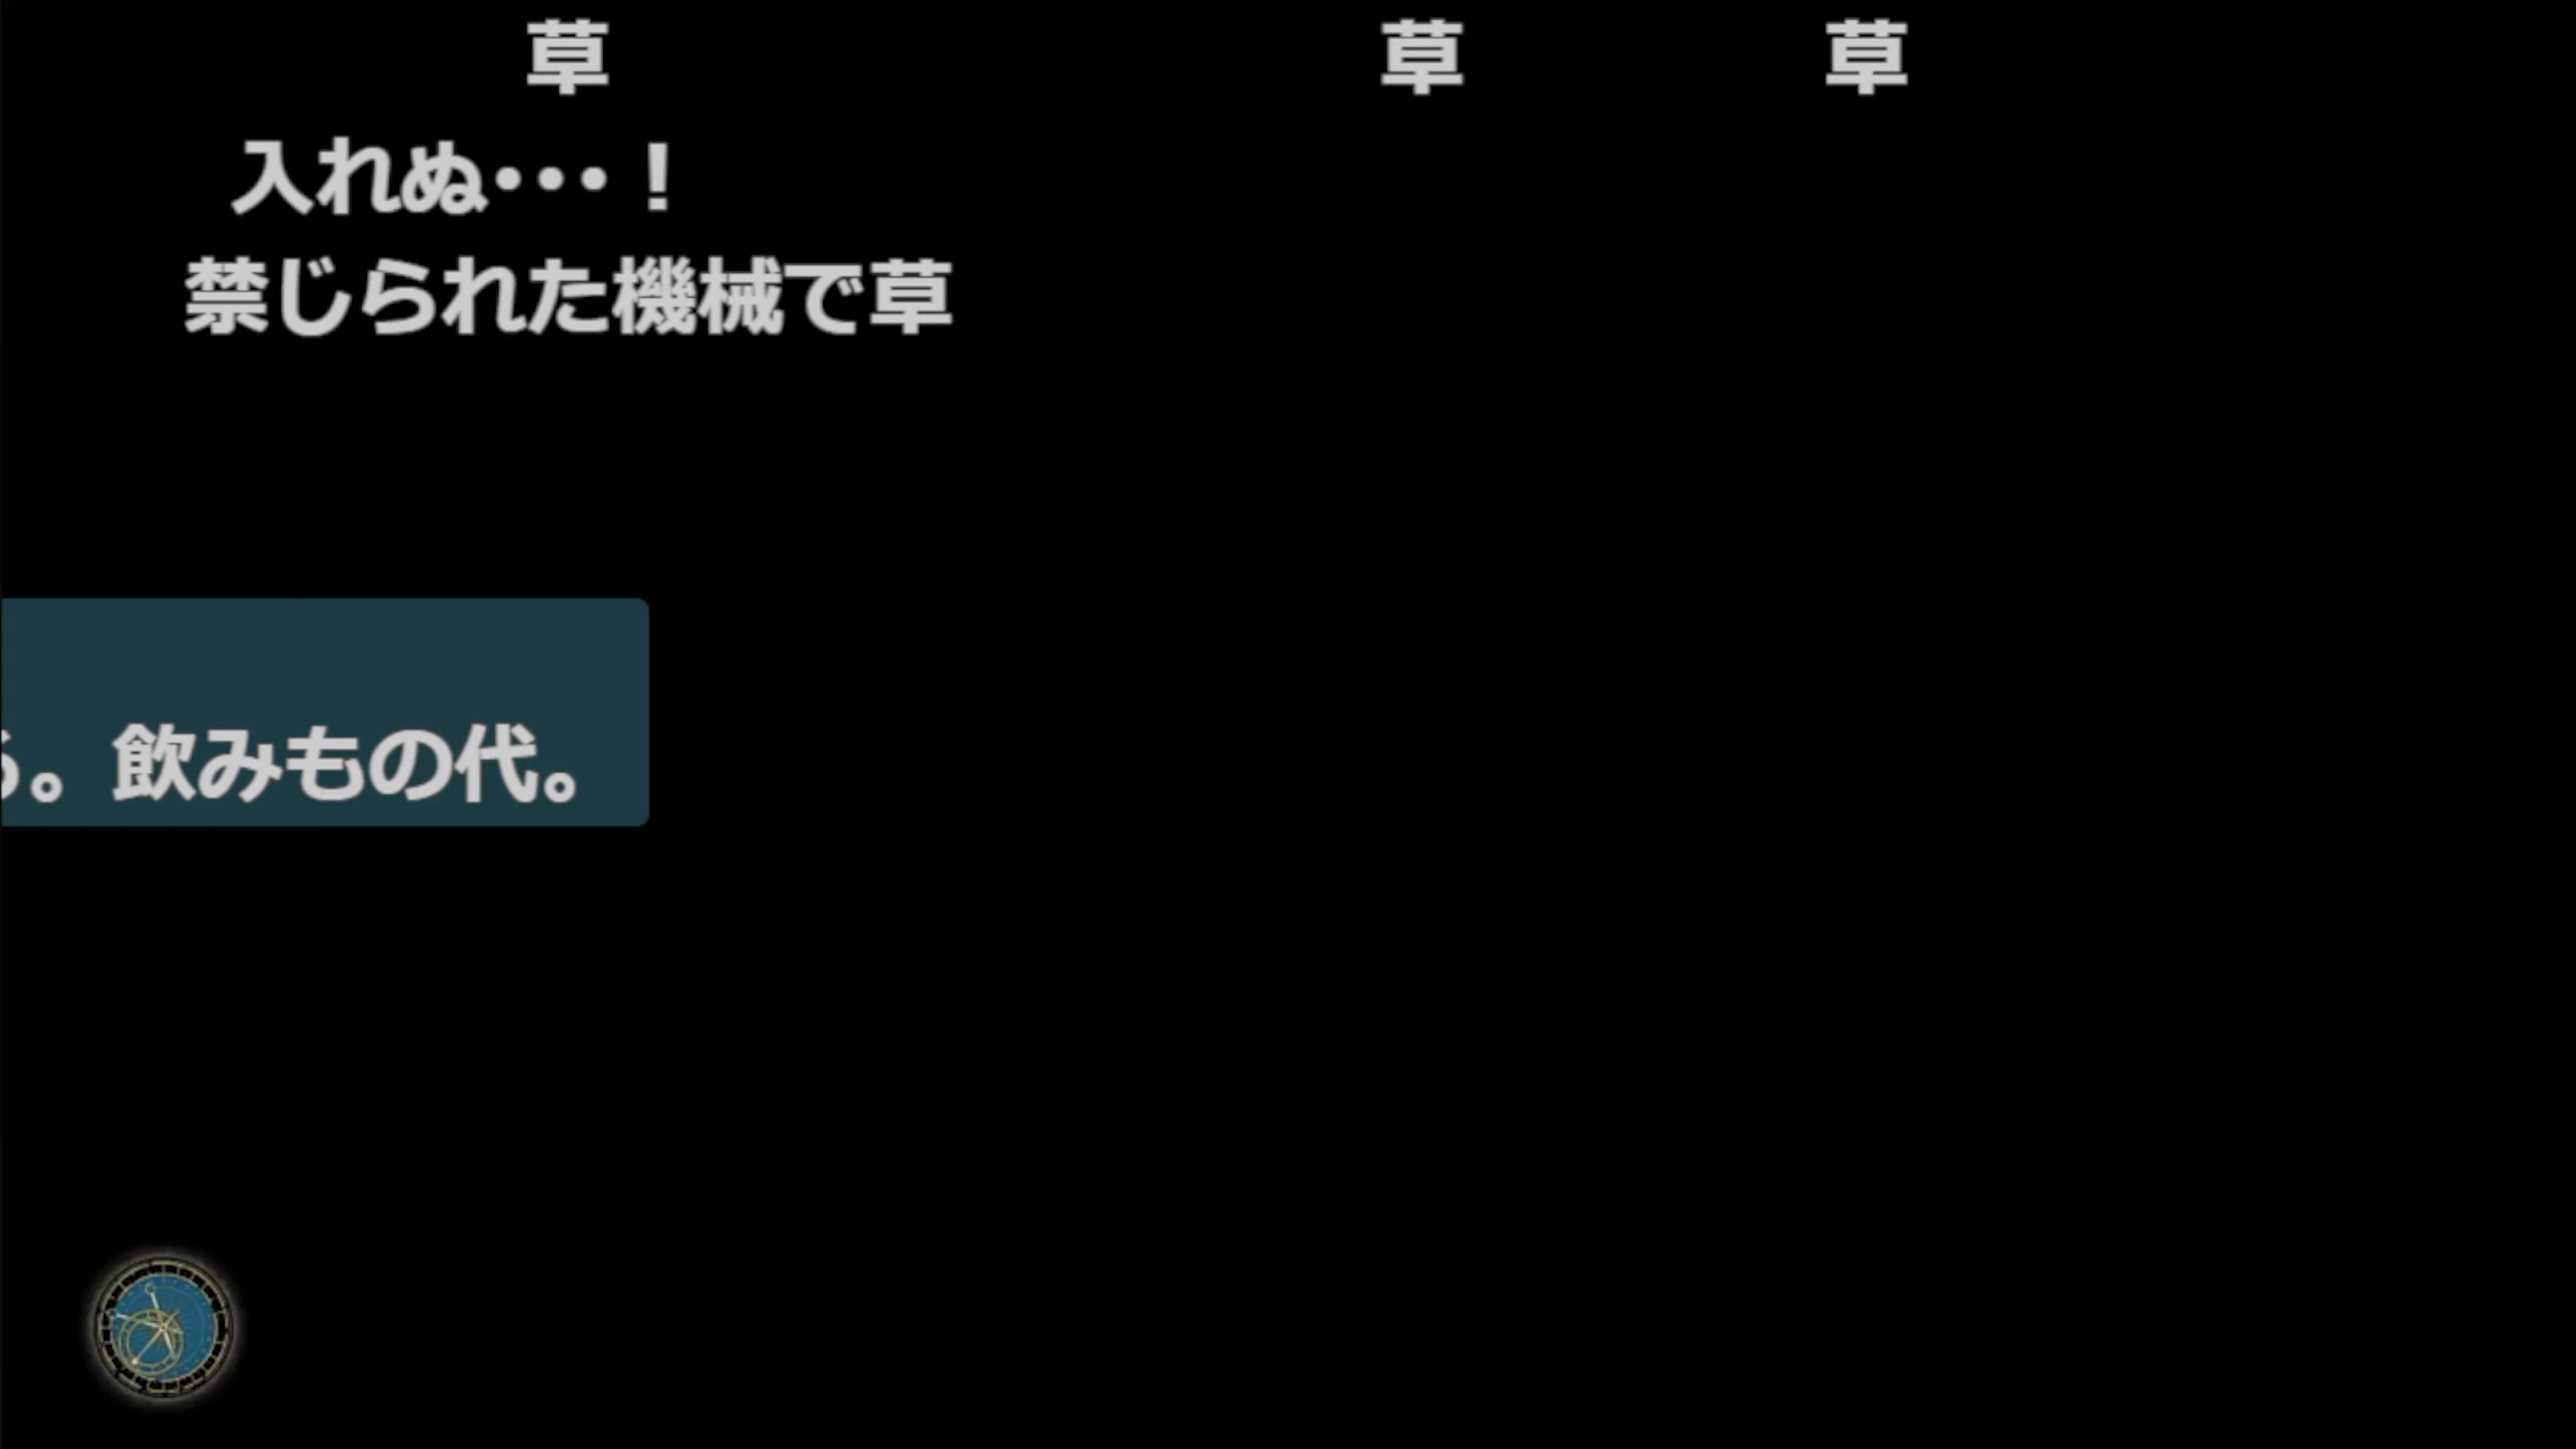 草 草 草
入れぬ・・・！
禁じられた機械で草
。飲みもの代。